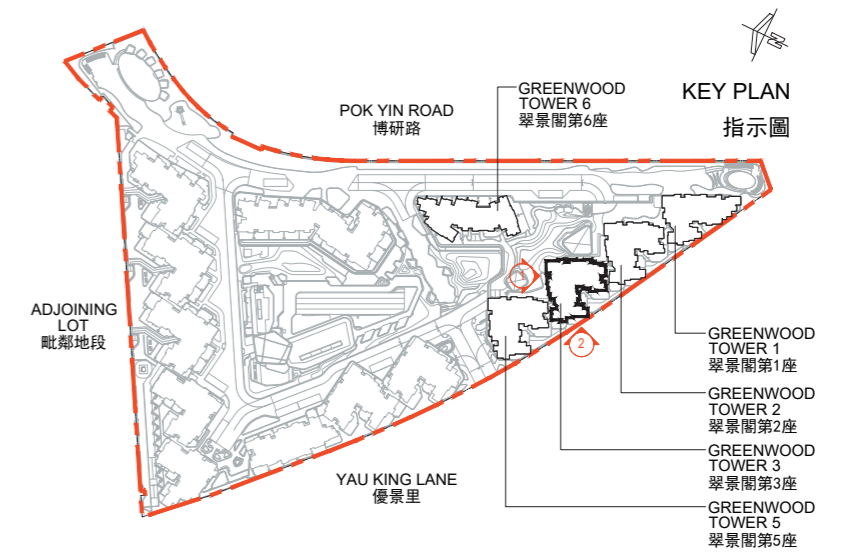 N
KEY PLAN
指示圖
GREENWOOD
TOWER 6
翠景閣第6座
POK YIN ROAD
博研路
ADJOINING
LOT
毗鄰地段
1
2
GREENWOOD
TOWER 1
翠景閣第1座
GREENWOOD
TOWER 2
翠景閣第2座
GREENWOOD
TOWER 3
翠景閣第3座
GREENWOOD
TOWER 5
翠景閣第5座
YAU KING LANE
優景里